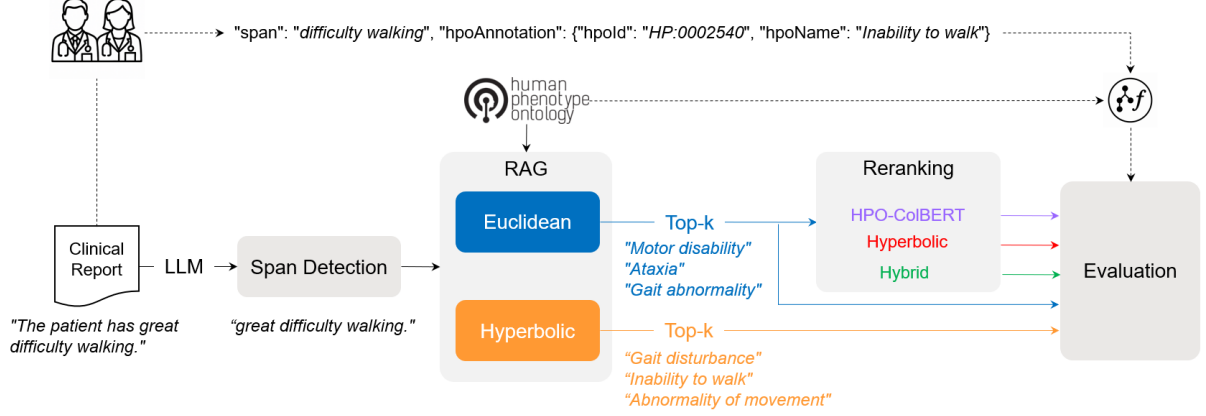 "span": "difficulty walking", "hpoAnnotation": {"hpoId": "HP:0002540", "hpoName": "Inability to walk"}
human
phenotype
ontology
f
RAG
Reranking
Euclidean
Top-k
"Motor disability"
"Ataxia"
"Gait abnormality"
HPO-ColBERT
Hyperbolic
Hybrid
Clinical
Report
LLM
Span Detection
Evaluation
"The patient has great
difficulty walking."
“great difficulty walking."
Hyperbolic
Top-k
“Gait disturbance"
“Inability to walk"
“Abnormality of movement"